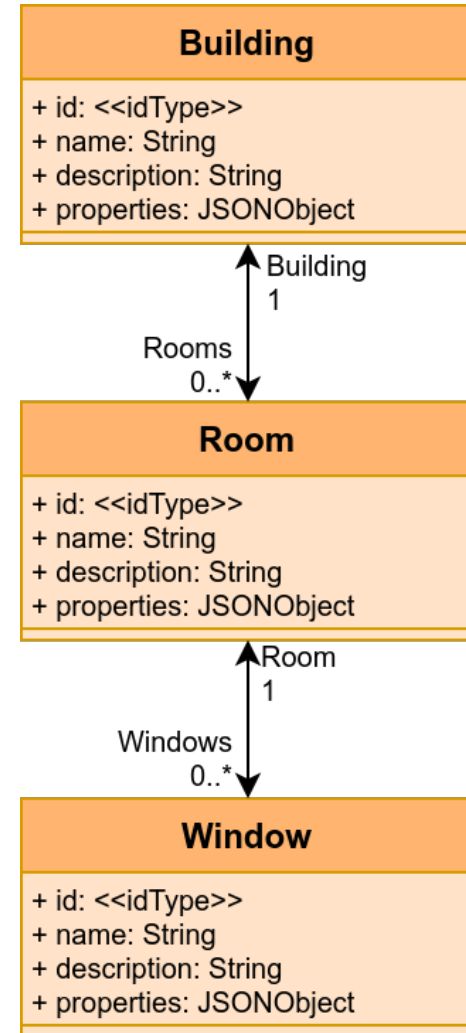 Building
+ id: <<idType>>
+ name: String
+ description: String
+ properties: JSONObject
Building
1
Rooms
0..*
Room
+ id: <<idType>>
+ name: String
+ description: String
+ properties: JSONObject
Room
1
Windows
0..*
Window
+ id: <<idType>>
+ name: String
+ description: String
+ properties: JSONObject